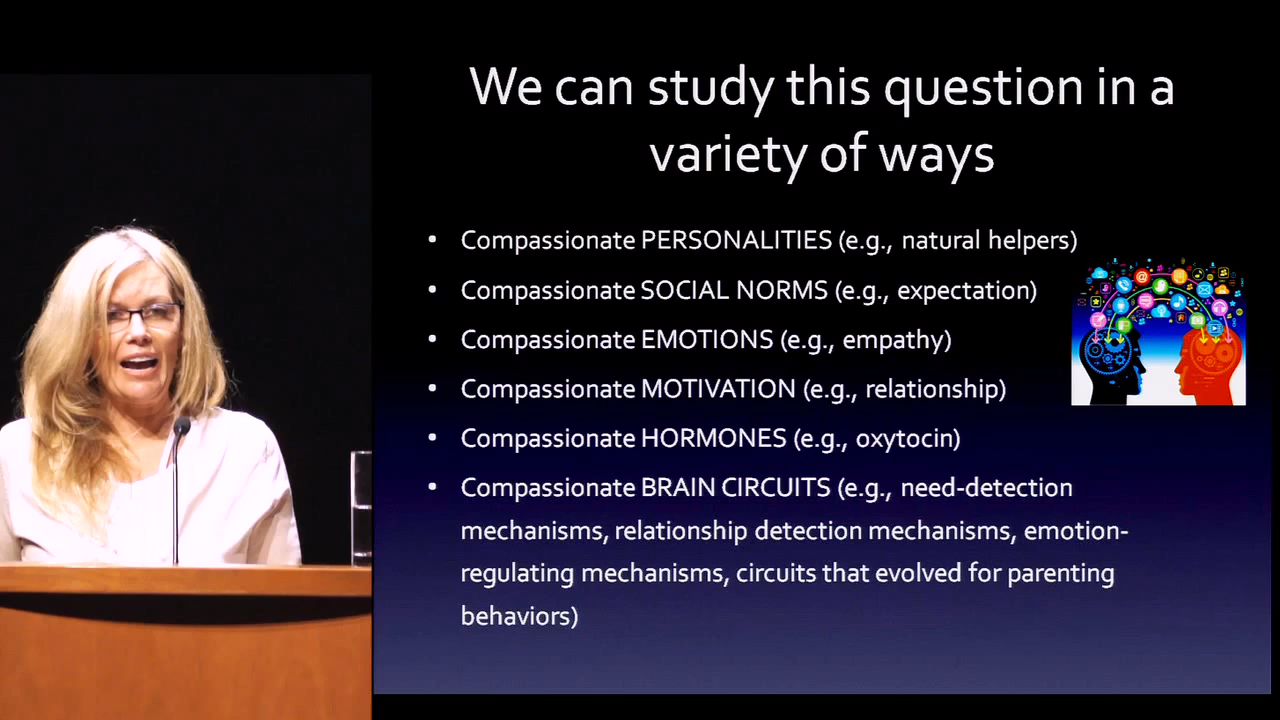 We can study this question in a
variety of ways
• Compassionate PERSONALITIES (e.g., natural helpers)
• Compassionate SOCIAL NORMS (e.g., expectation)
• Compassionate EMOTIONS (e.g., empathy)
• Compassionate MOTIVATION (e.g., relationship)
• Compassionate HORMONES (e.g., oxytocin)
• Compassionate BRAIN CIRCUITS (e.g., need-detection
mechanisms, relationship detection mechanisms, emotion-
regulating mechanisms, circuits that evolved for parenting
behaviors)